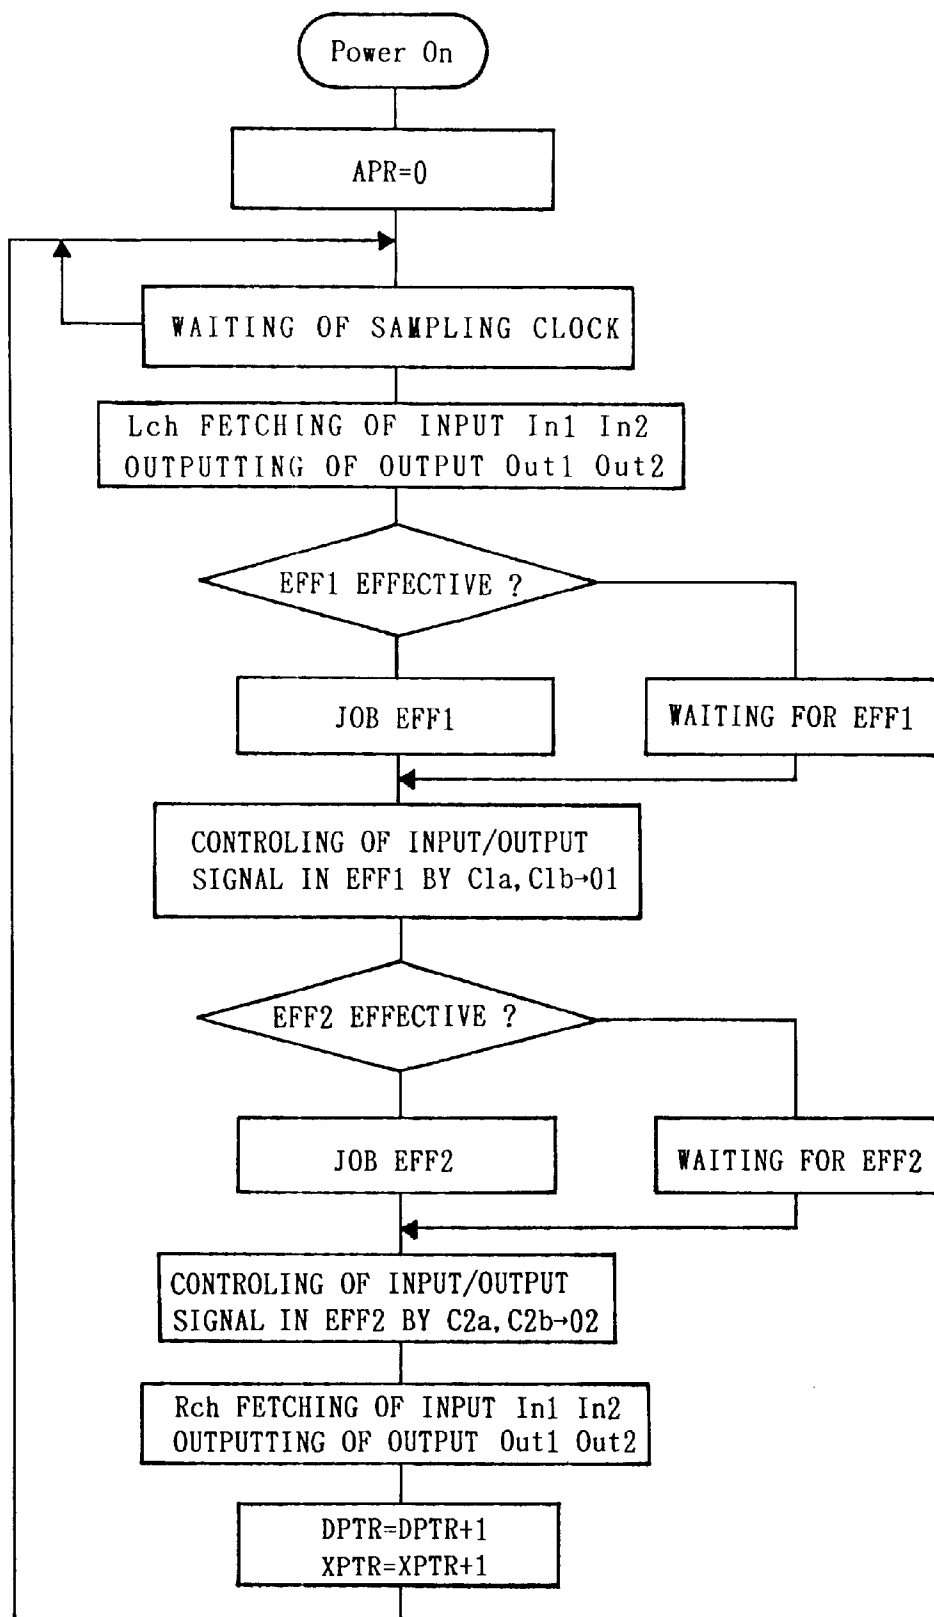 Power On
APR=0
WAITING OF SAMPLING CLOCK
Lch FETCHING OF INPUT In1 In2
OUTPUTTING OF OUTPUT Out1 Out2
EFF1 EFFECTIVE ?
JOB EFF1
WAITING FOR EFF1
CONTROLING OF INPUT/OUTPUT
SIGNAL IN EFF1 BY C1a,C1b→O1
EFF2 EFFECTIVE ?
JOB EFF2
WAITING FOR EFF2
CONTROLING OF INPUT/OUTPUT
SIGNAL IN EFF2 BY C2a,C2b→O2
Rch FETCHING OF INPUT In1 In2
OUTPUTTING OF OUTPUT Out1 Out2
DPTR=DPTR+1
XPTR=XPTR+1